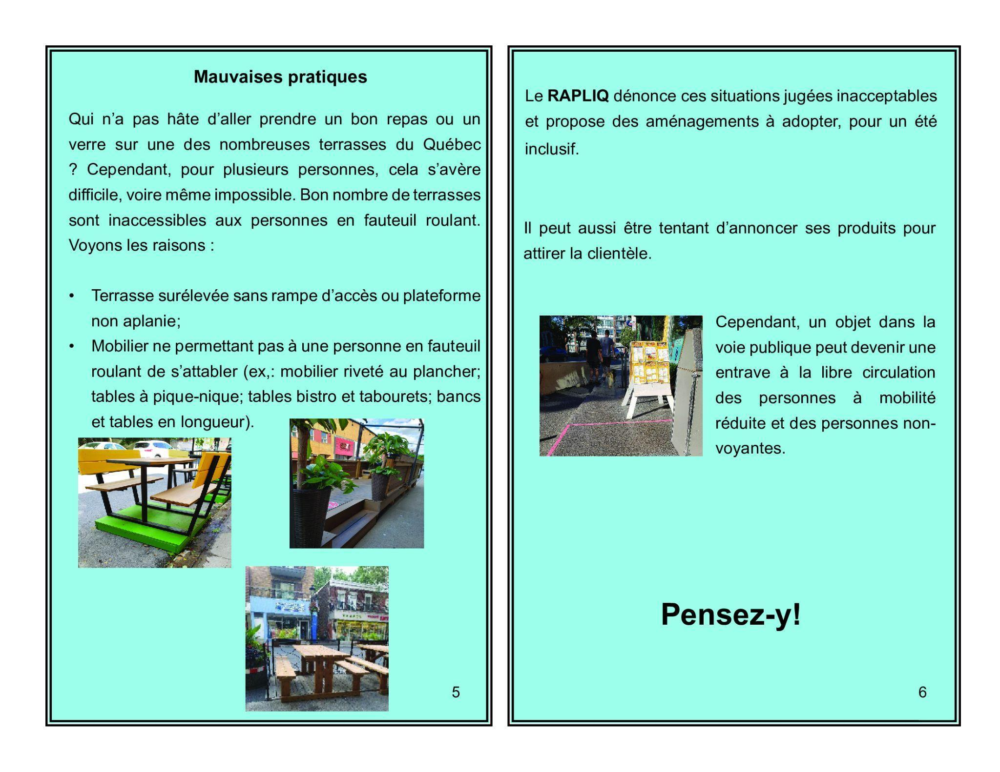 Mauvaises pratiques
Qui n’a pas hâte d’aller prendre un bon repas ou un
verre sur une des nombreuses terrasses du Québec
? Cependant, pour plusieurs personnes, cela s’avère
difficile, voire même impossible. Bon nombre de terrasses
sont inaccessibles aux personnes en fauteuil roulant.
Voyons les raisons :
• Terrasse surélevée sans rampe d’accès ou plateforme
non aplanie;
• Mobilier ne permettant pas à une personne en fauteuil
roulant de s’attabler (ex,: mobilier riveté au plancher;
tables à pique-nique; tables bistro et tabourets; bancs
et tables en longueur).
5
Le RAPLIQ dénonce ces situations jugées inacceptables
et propose des aménagements à adopter, pour un été
inclusif.
Il peut aussi être tentant d’annoncer ses produits pour
attirer la clientèle.
Cependant, un objet dans la
voie publique peut devenir une
entrave à la libre circulation
des personnes à mobilité
réduite et des personnes non-
voyantes.
Pensez-y!
6